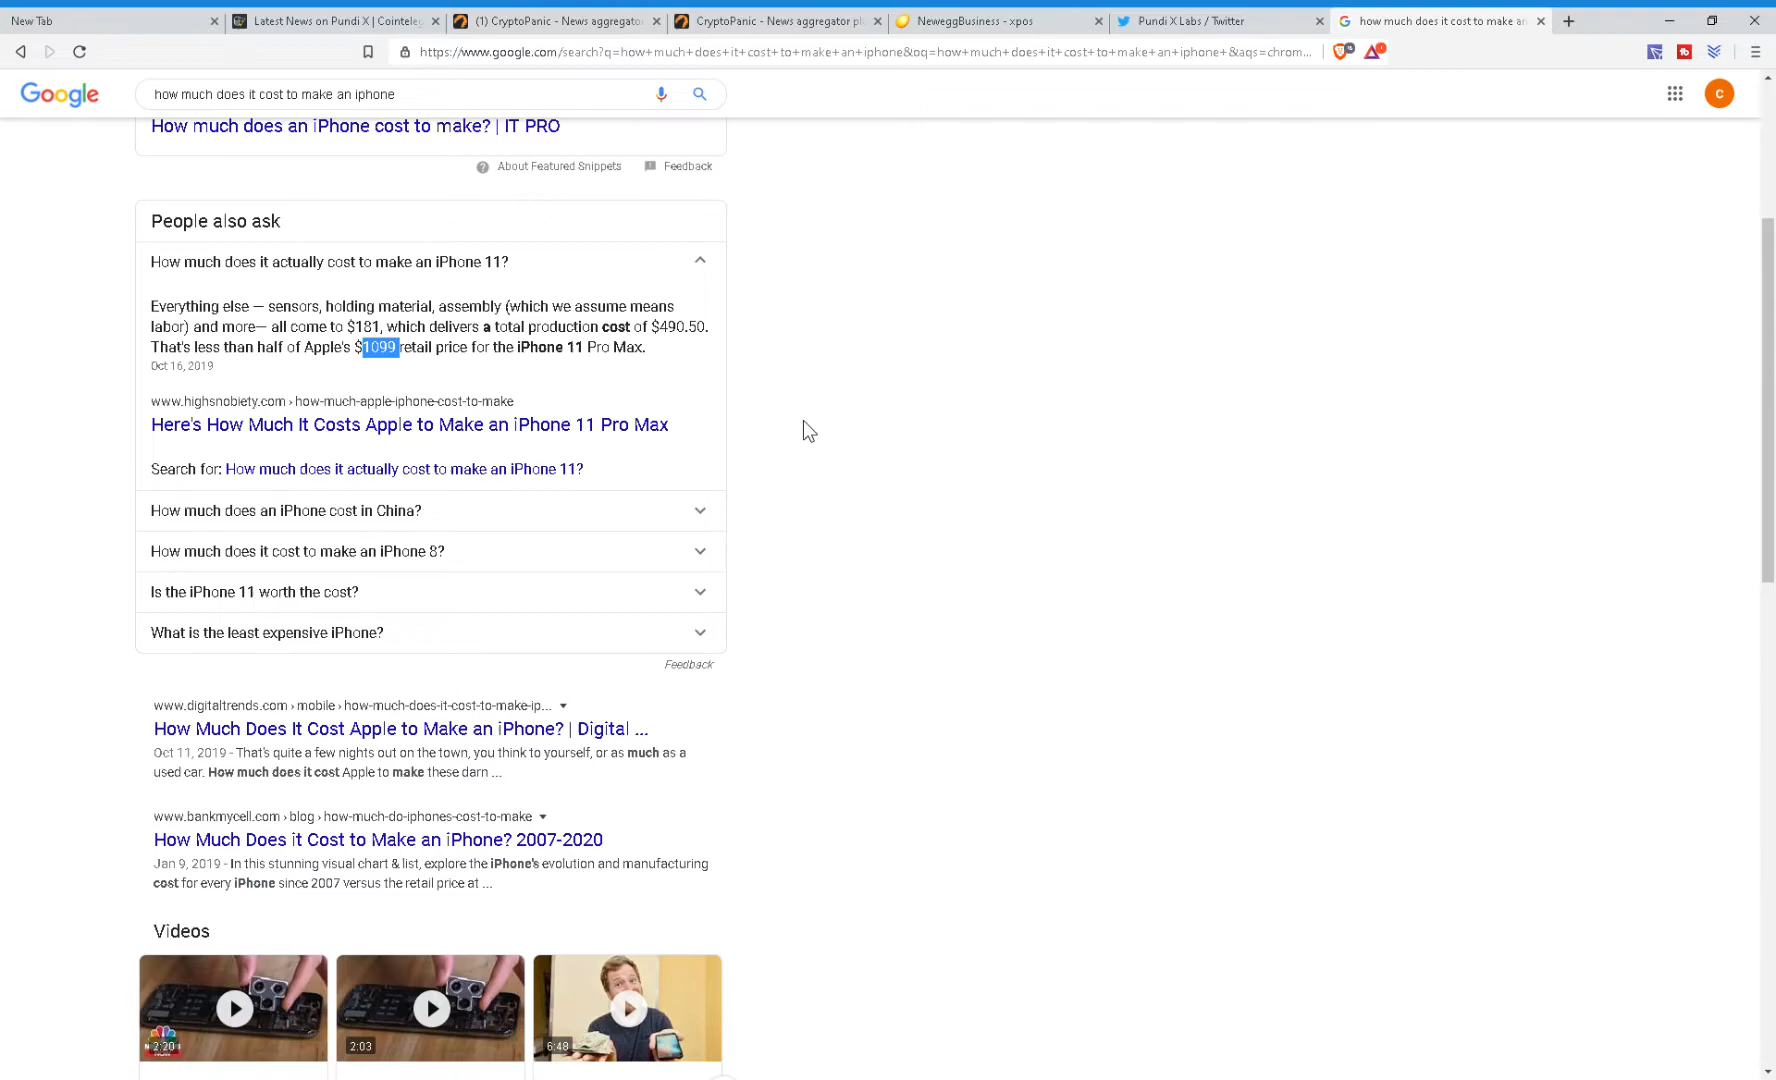 New Tab
Latest News on Pundi X | Cointeleg
(1) CryptoPanic - News aggregator
CryptoPanic - News aggregator pl
NeweggBusiness - xpos
Pundi X Labs / Twitter
how much does it cost to make an
https://www.google.com/search?q=how+much+does+it+cost+to+make+an+iphone&oq=how+much+does+it+cost+to+make+an+iphone+&aqs=chrom...
Google
how much does it cost to make an iphone
C
How much does an iPhone cost to make? | IT PRO
About Featured Snippets
Feedback
People also ask
How much does it actually cost to make an iPhone 11?
Everything else — sensors, holding material, assembly (which we assume means
labor) and more— all come to $181, which delivers a total production cost of $490.50.
That's less than half of Apple's $1099 retail price for the iPhone 11 Pro Max.
Oct 16, 2019
www.highsnobiety.com › how-much-apple-iphone-cost-to-make
Here's How Much It Costs Apple to Make an iPhone 11 Pro Max
Search for: How much does it actually cost to make an iPhone 11?
How much does an iPhone cost in China?
How much does it cost to make an iPhone 8?
Is the iPhone 11 worth the cost?
What is the least expensive iPhone?
Feedback
www.digitaltrends.com › mobile › how-much-does-it-cost-to-make-ip...
How Much Does It Cost Apple to Make an iPhone? | Digital ...
Oct 11, 2019 - That's quite a few nights out on the town, you think to yourself, or as much as a
used car. How much does it cost Apple to make these darn ...
www.bankmycell.com › blog › how-much-do-iphones-cost-to-make
How Much Does it Cost to Make an iPhone? 2007-2020
Jan 9, 2019 - In this stunning visual chart & list, explore the iPhone's evolution and manufacturing
cost for every iPhone since 2007 versus the retail price at ...
Videos
2:20
2:03
6:48